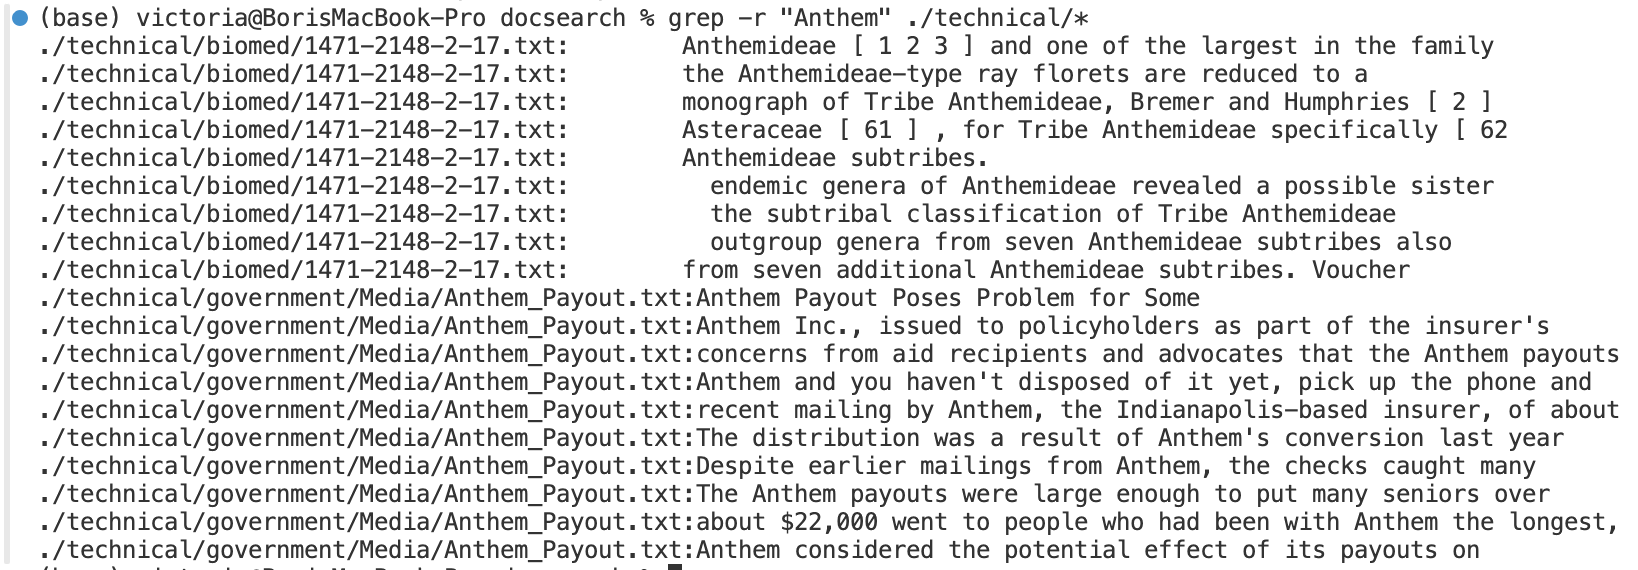 (base) victoria@BorisMacBook-Pro docsearch % grep -r "Anthem" ./technical/*
./technical/biomed/1471-2148-2-17.txt:        Anthemideae [ 1 2 3 ] and one of the largest in the family
./technical/biomed/1471-2148-2-17.txt:        the Anthemideae-type ray florets are reduced to a
./technical/biomed/1471-2148-2-17.txt:        monograph of Tribe Anthemideae, Bremer and Humphries [ 2 ]
./technical/biomed/1471-2148-2-17.txt:        Asteraceae [ 61 ] , for Tribe Anthemideae specifically [ 62
./technical/biomed/1471-2148-2-17.txt:        Anthemideae subtribes.
./technical/biomed/1471-2148-2-17.txt:          endemic genera of Anthemideae revealed a possible sister
./technical/biomed/1471-2148-2-17.txt:          the subtribal classification of Tribe Anthemideae
./technical/biomed/1471-2148-2-17.txt:          outgroup genera from seven Anthemideae subtribes also
./technical/biomed/1471-2148-2-17.txt:        from seven additional Anthemideae subtribes. Voucher
./technical/government/Media/Anthem_Payout.txt:Anthem Payout Poses Problem for Some
./technical/government/Media/Anthem_Payout.txt:Anthem Inc., issued to policyholders as part of the insurer's
./technical/government/Media/Anthem_Payout.txt:concerns from aid recipients and advocates that the Anthem payouts
./technical/government/Media/Anthem_Payout.txt:Anthem and you haven't disposed of it yet, pick up the phone and
./technical/government/Media/Anthem_Payout.txt:recent mailing by Anthem, the Indianapolis-based insurer, of about
./technical/government/Media/Anthem_Payout.txt:The distribution was a result of Anthem's conversion last year
./technical/government/Media/Anthem_Payout.txt:Despite earlier mailings from Anthem, the checks caught many
./technical/government/Media/Anthem_Payout.txt:The Anthem payouts were large enough to put many seniors over
./technical/government/Media/Anthem_Payout.txt:about $22,000 went to people who had been with Anthem the longest,
./technical/government/Media/Anthem_Payout.txt:Anthem considered the potential effect of its payouts on